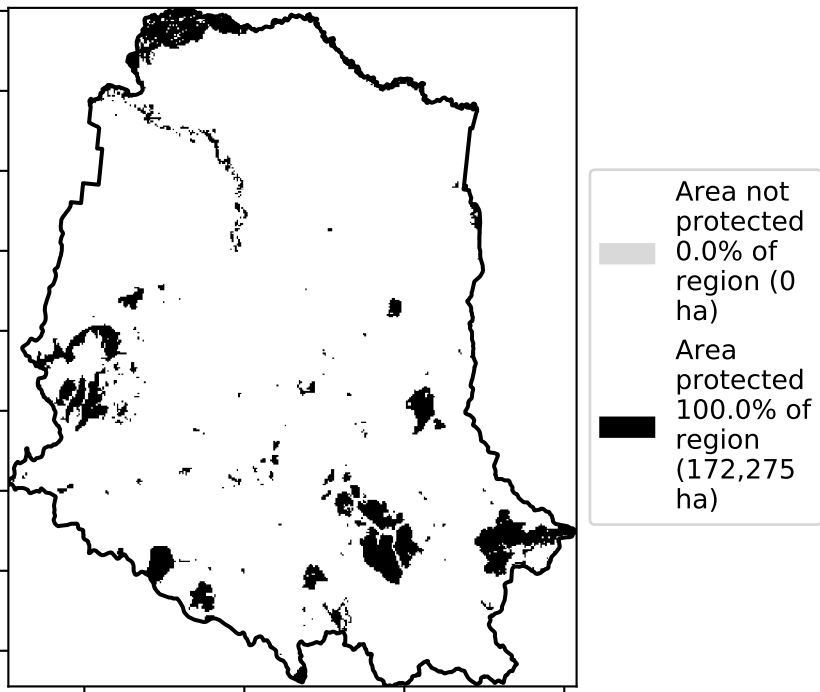 Area not
protected
0.0% of
region (0
ha)
Area
protected
100.0% of
region
(172,275
ha)